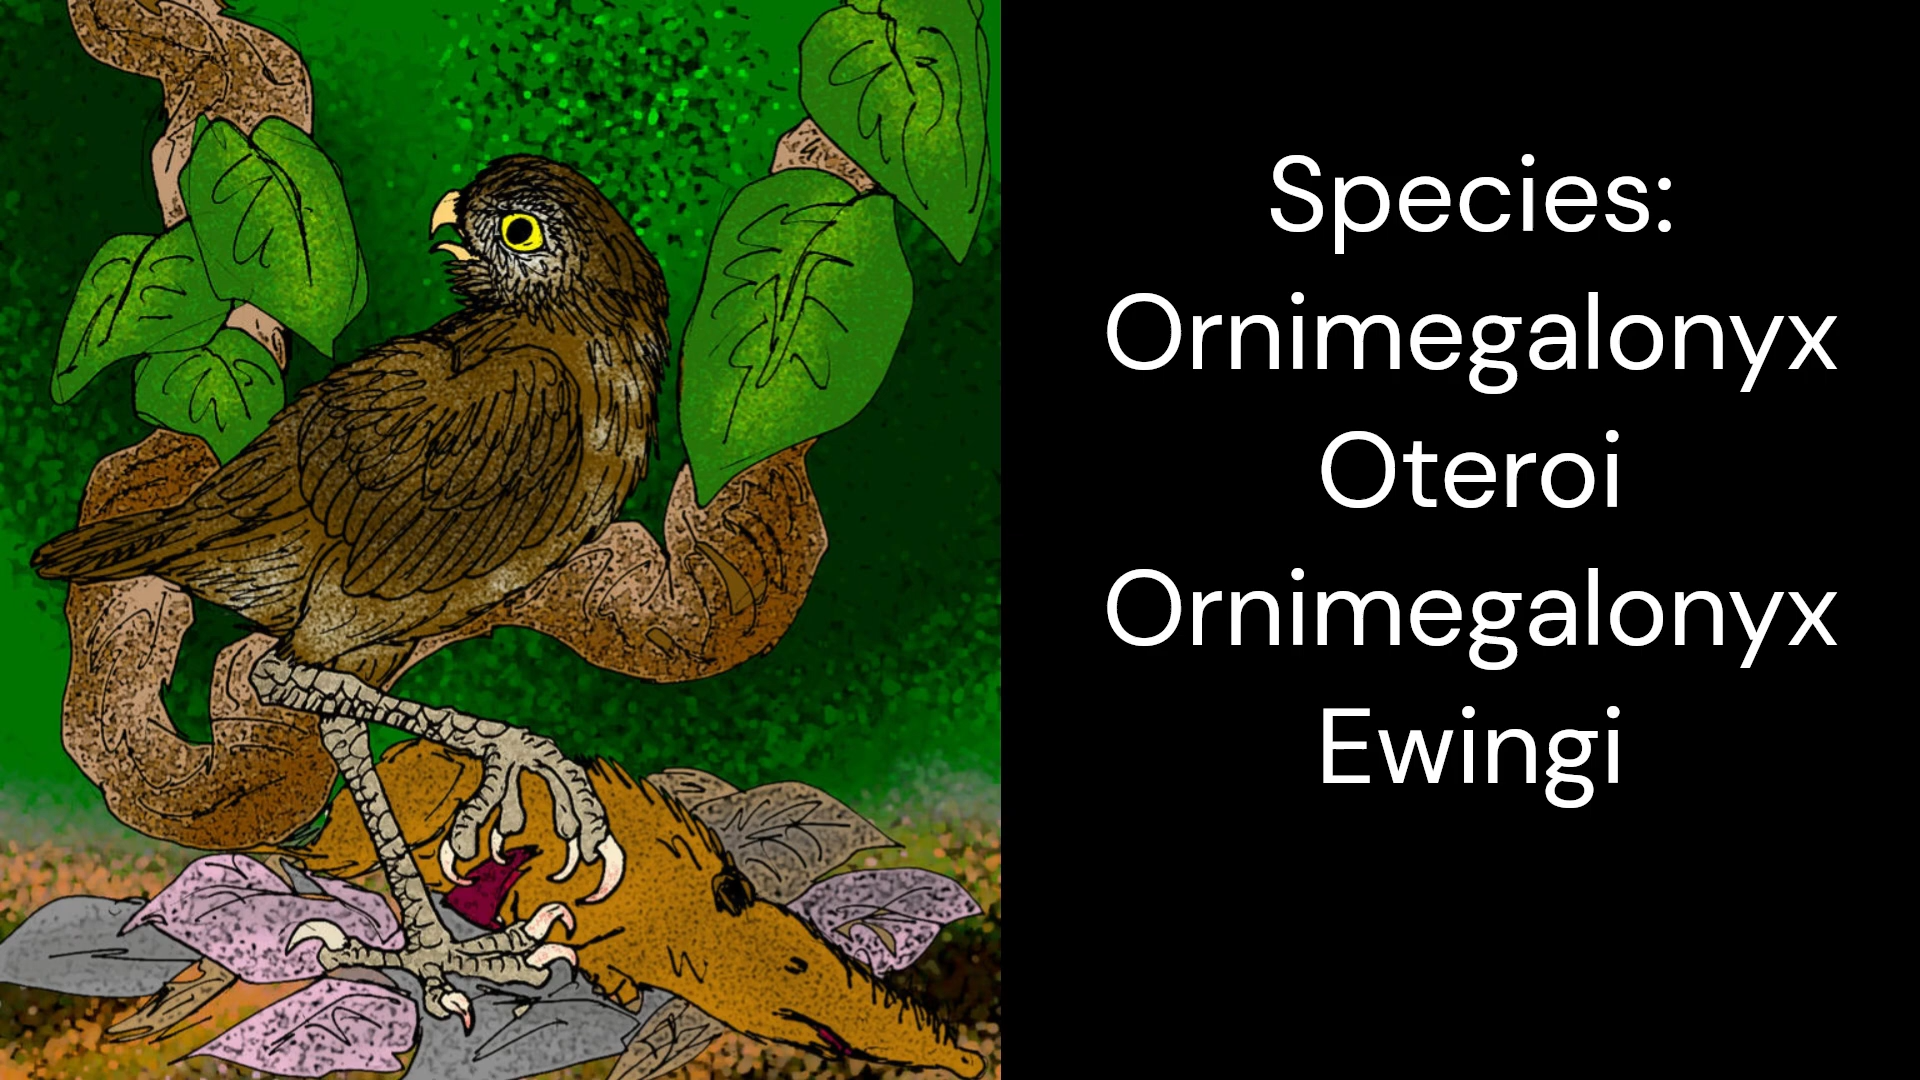 Species:
Ornimegalonyx
Oteroi
Ornimegalonyx
Ewingi